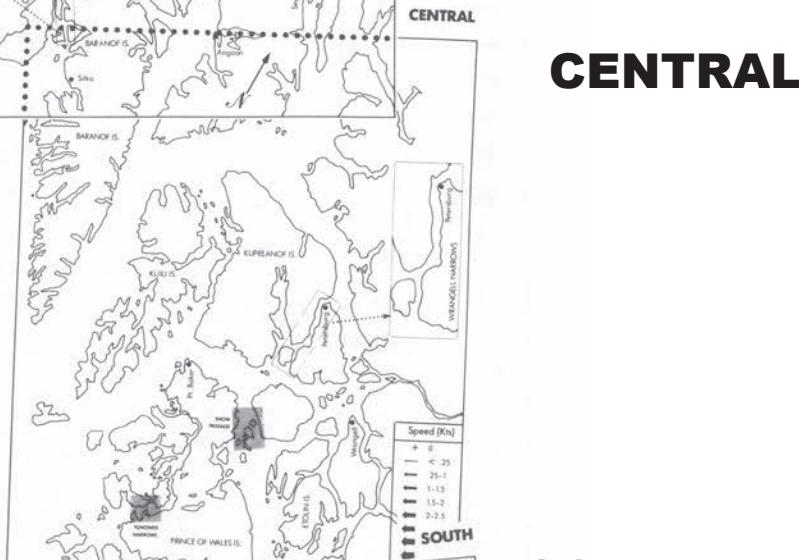 CENTRAL
CENTRAL
BARANOF IS.
Angoon
Sitka
N
BARANOF IS.
KUPREANOF IS.
KUIU IS.
Petersburg
WRANGELL NARROWS
Petersburg
Pt. Baker
SNOW
PASSAGE
Wrangell
Speed (Kts)
+ 0
< .25
.25-1
1-1.5
1.5-2
2-2.5
ETOLIN IS.
PRINCE OF WALES IS.
NARROWS
SOUTH